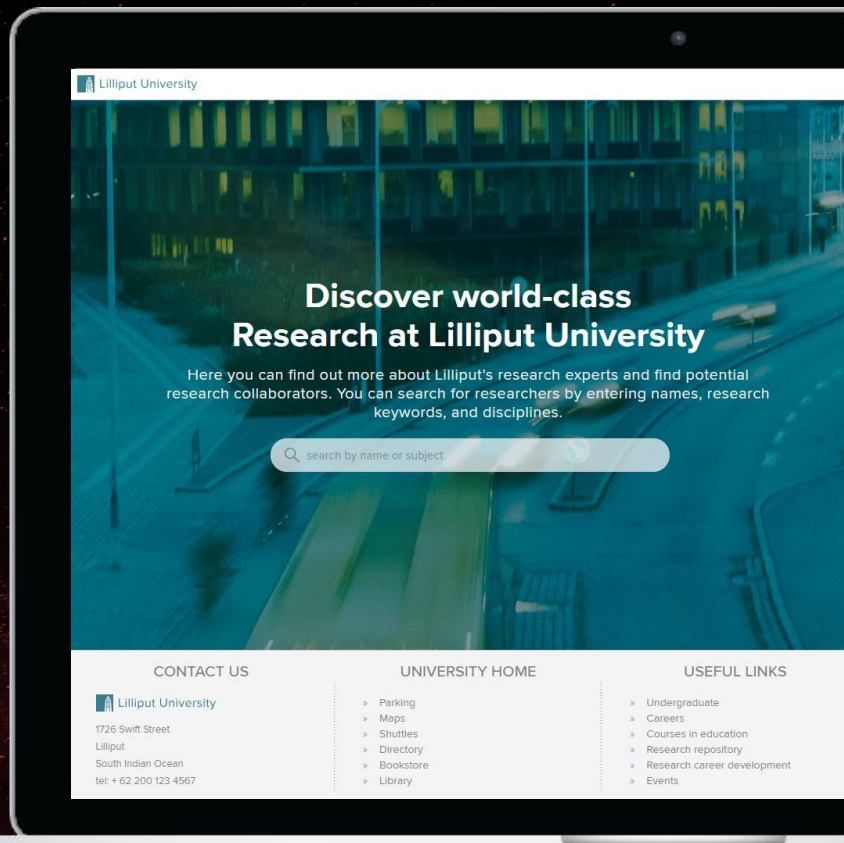 Lilliput University
Discover world-class
Research at Lilliput University
Here you can find out more about Lilliput's research experts and find potential
research collaborators. You can search for researchers by entering names, research
keywords, and disciplines.
search by name or subject
CONTACT US
Lilliput University
1726 Swift Street
Lilliput
South Indian Ocean
tel: + 62 200 123 4567
UNIVERSITY HOME
» Parking
» Maps
» Shuttles
» Directory
» Bookstore
» Library
USEFUL LINKS
» Undergraduate
» Careers
» Courses in education
» Research repository
» Research career development
» Events